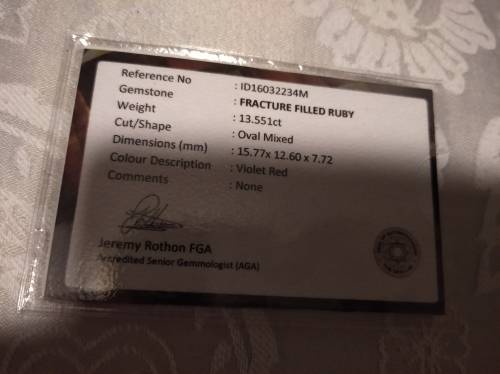 Reference No : ID16032234M
Gemstone : FRACTURE FILLED RUBY
Weight : 13.551ct
Cut/Shape : Oval Mixed
Dimensions (mm) : 15.77x 12.60 x 7.72
Colour Description : Violet Red
Comments : None
Jeremy Rothon FGA
Accredited Senior Gemmologist (AGA)